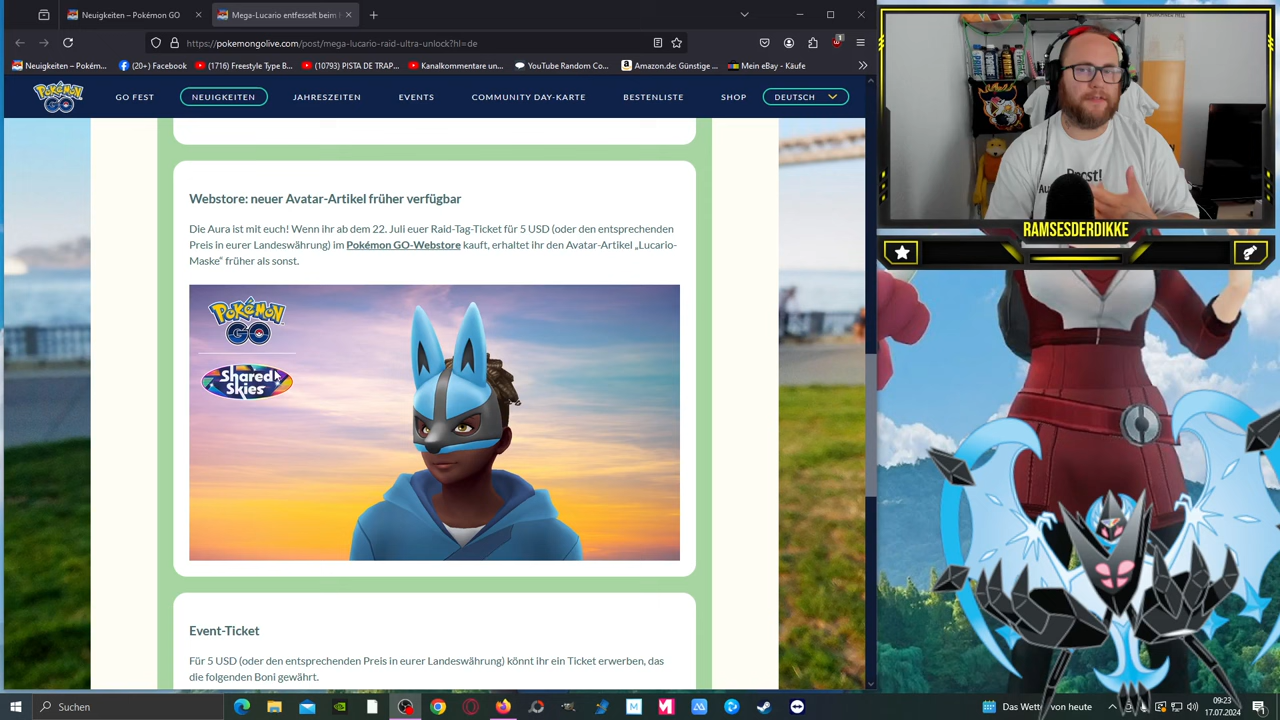 Neuigkeiten – Pokémon GO
Mega-Lucario entfesselt beim
https://pokemongolive.com/post/mega-lucario-raid-ultra-unlock?hl=de
Neuigkeiten – Pokém...
(20+) Facebook
(1716) Freestyle Type
(10793) PISTA DE TRAP...
Kanalkommentare un...
YouTube Random Co...
Amazon.de: Günstige ...
Mein eBay - Käufe
Pokémon GO
GO FEST
NEUIGKEITEN
EVENTS
COMMUNITY DAY-KARTE
BESTENLISTE
SHOP
DEUTSCH
Webstore: neuer Avatar-Artikel früher verfügbar
Die Aura ist mit euch! Wenn ihr ab dem 22. Juli euer Raid-Tag-Ticket für 5 USD (oder den entsprechenden
Preis in eurer Landeswährung) im Pokémon GO-Webstore kauft, erhaltet ihr den Avatar-Artikel „Lucario-
Maske“ früher als sonst.
Pokémon GO
Shared Skies
Event-Ticket
Für 5 USD (oder den entsprechenden Preis in eurer Landeswährung) könnt ihr ein Ticket erwerben, das
die folgenden Boni gewährt.
RAMSESDERDIKKE
Suchen
Das Wetter von heute
09:23
17.07.2024